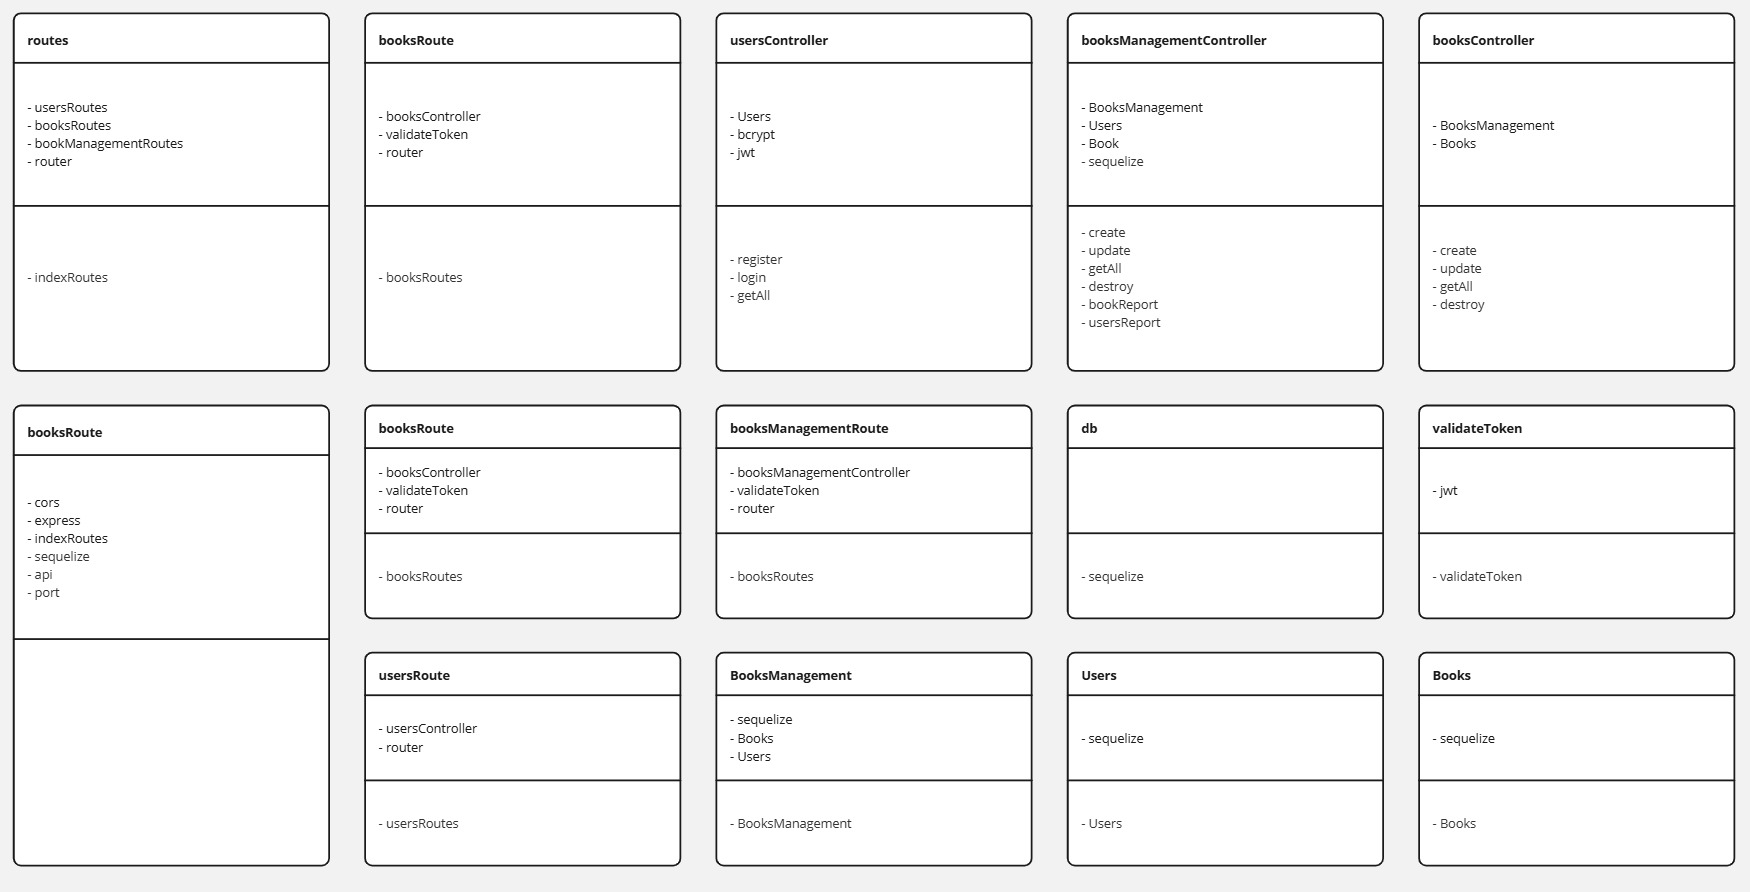 routes
- usersRoutes
- booksRoutes
- bookManagementRoutes
- router
- indexRoutes
booksRoute
- booksController
- validateToken
- router
- booksRoutes
usersController
- Users
- bcrypt
- jwt
- register
- login
- getAll
booksManagementController
- BooksManagement
- Users
- Book
- sequelize
- create
- update
- getAll
- destroy
- bookReport
- usersReport
booksController
- BooksManagement
- Books
- create
- update
- getAll
- destroy
booksRoute
- cors
- express
- indexRoutes
- sequelize
- api
- port
booksRoute
- booksController
- validateToken
- router
- booksRoutes
booksManagementRoute
- booksManagementController
- validateToken
- router
- booksRoutes
db
- sequelize
validateToken
- jwt
- validateToken
usersRoute
- usersController
- router
- usersRoutes
BooksManagement
- sequelize
- Books
- Users
- BooksManagement
Users
- sequelize
- Users
Books
- sequelize
- Books